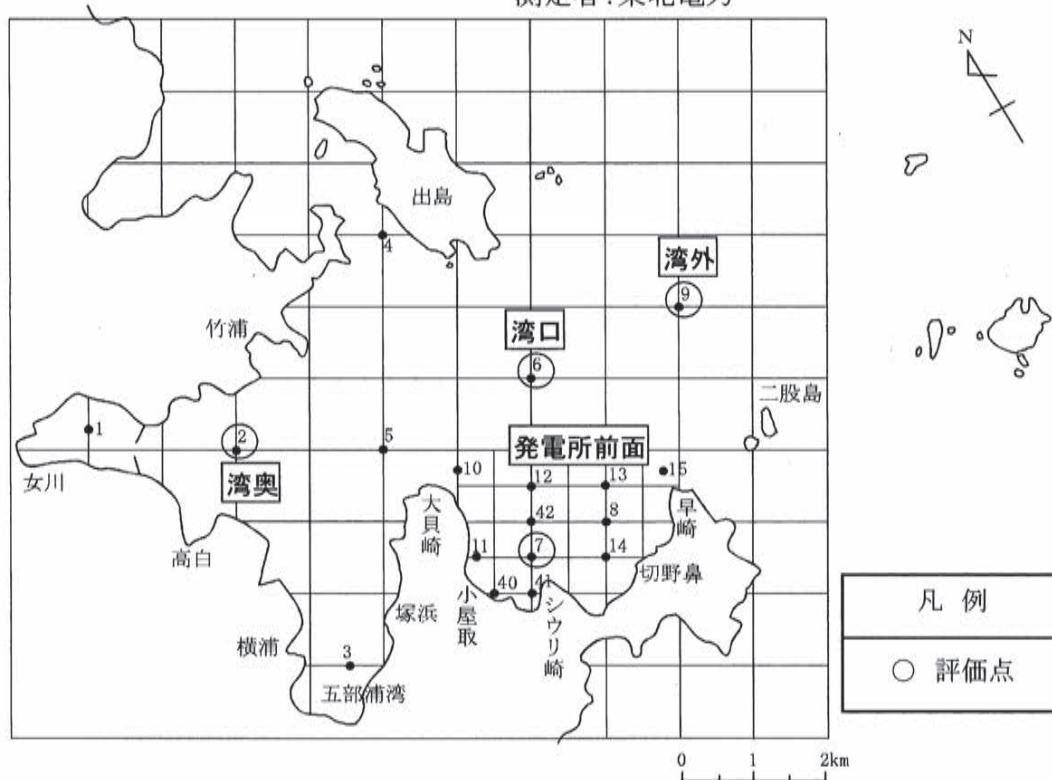 測定者:東北電力
N
出島
4
湾外
9
竹浦
湾口
6
二股島
1
2
5
発電所前面
女川
湾奥
10
12
13
15
大貝崎
42
8
早崎
高白
11
7
14
切野鼻
40
41
小屋取
シウリ崎
塚浜
横浦
3
五部浦湾
凡 例
○ 評価点
0 1 2km